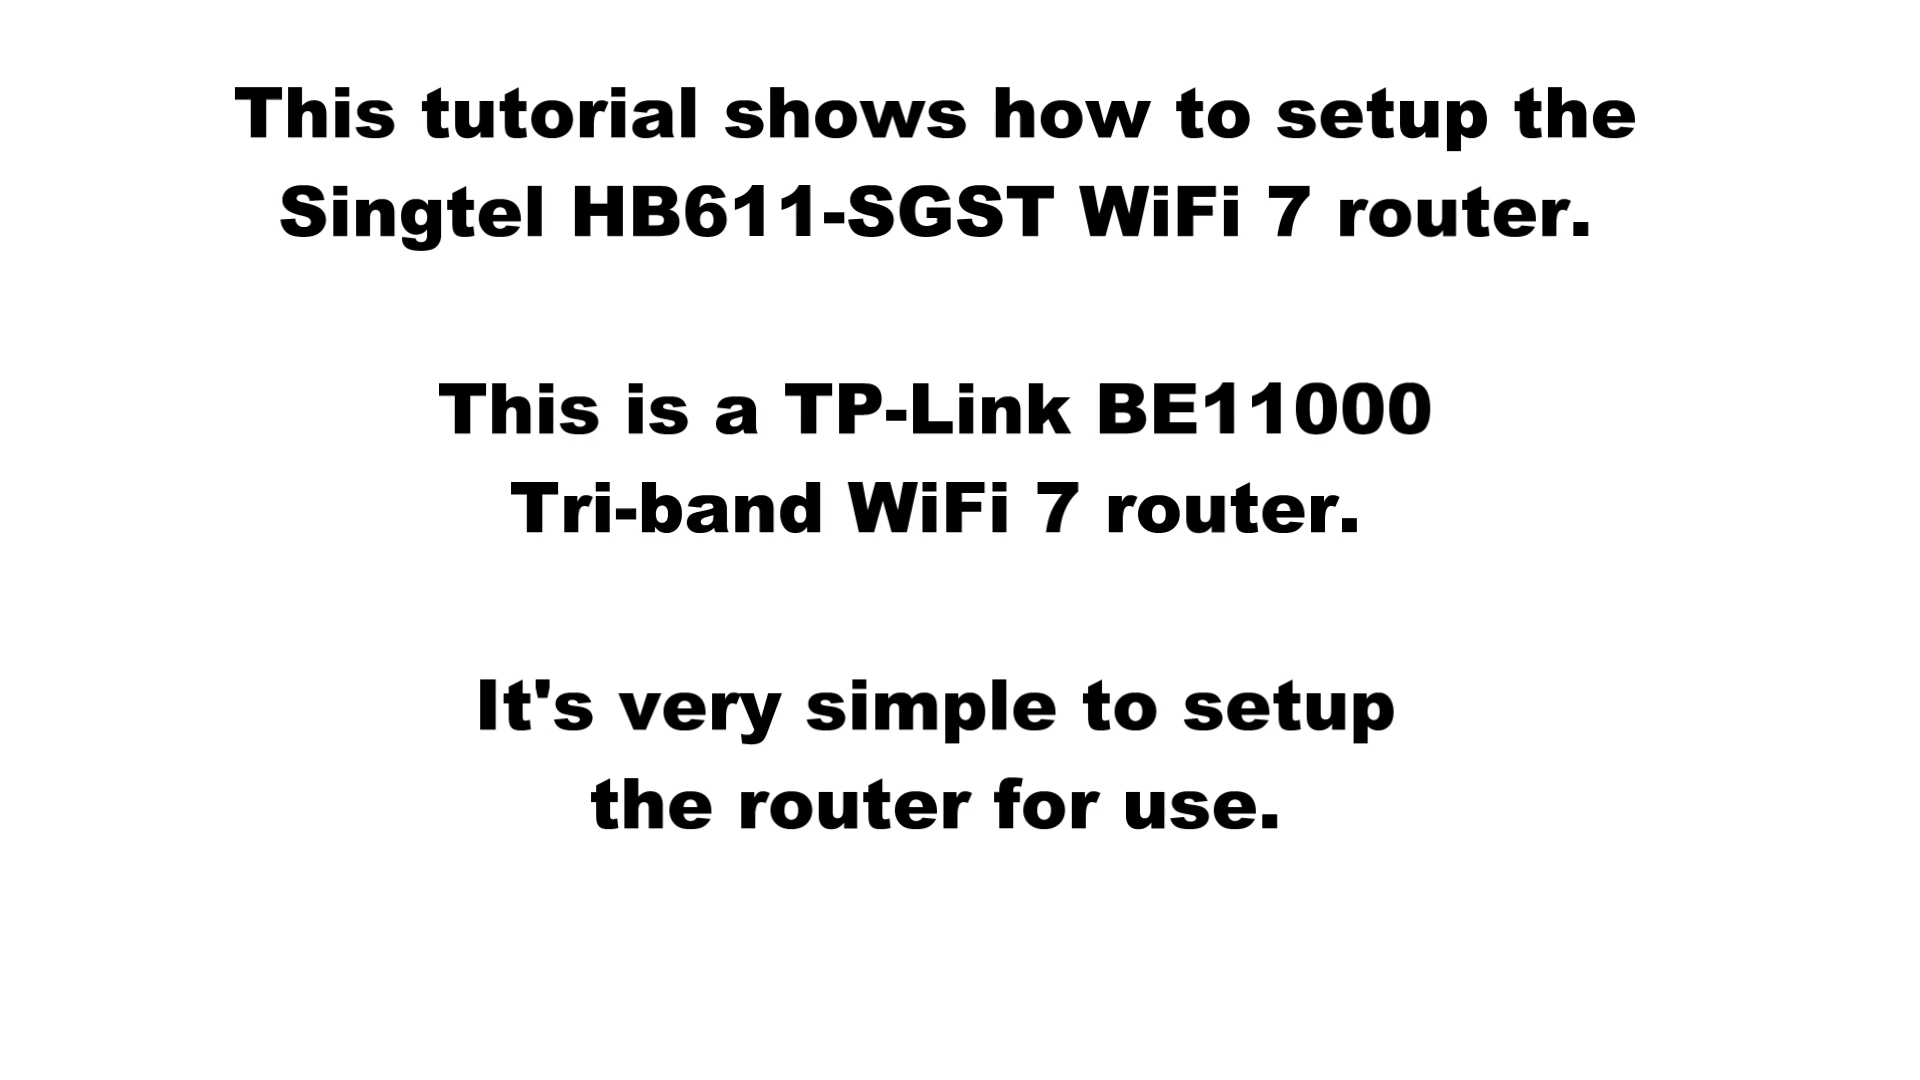 This tutorial shows how to setup the
Singtel HB611-SGST WiFi 7 router.
This is a TP-Link BE11000
Tri-band WiFi 7 router.
It's very simple to setup
the router for use.